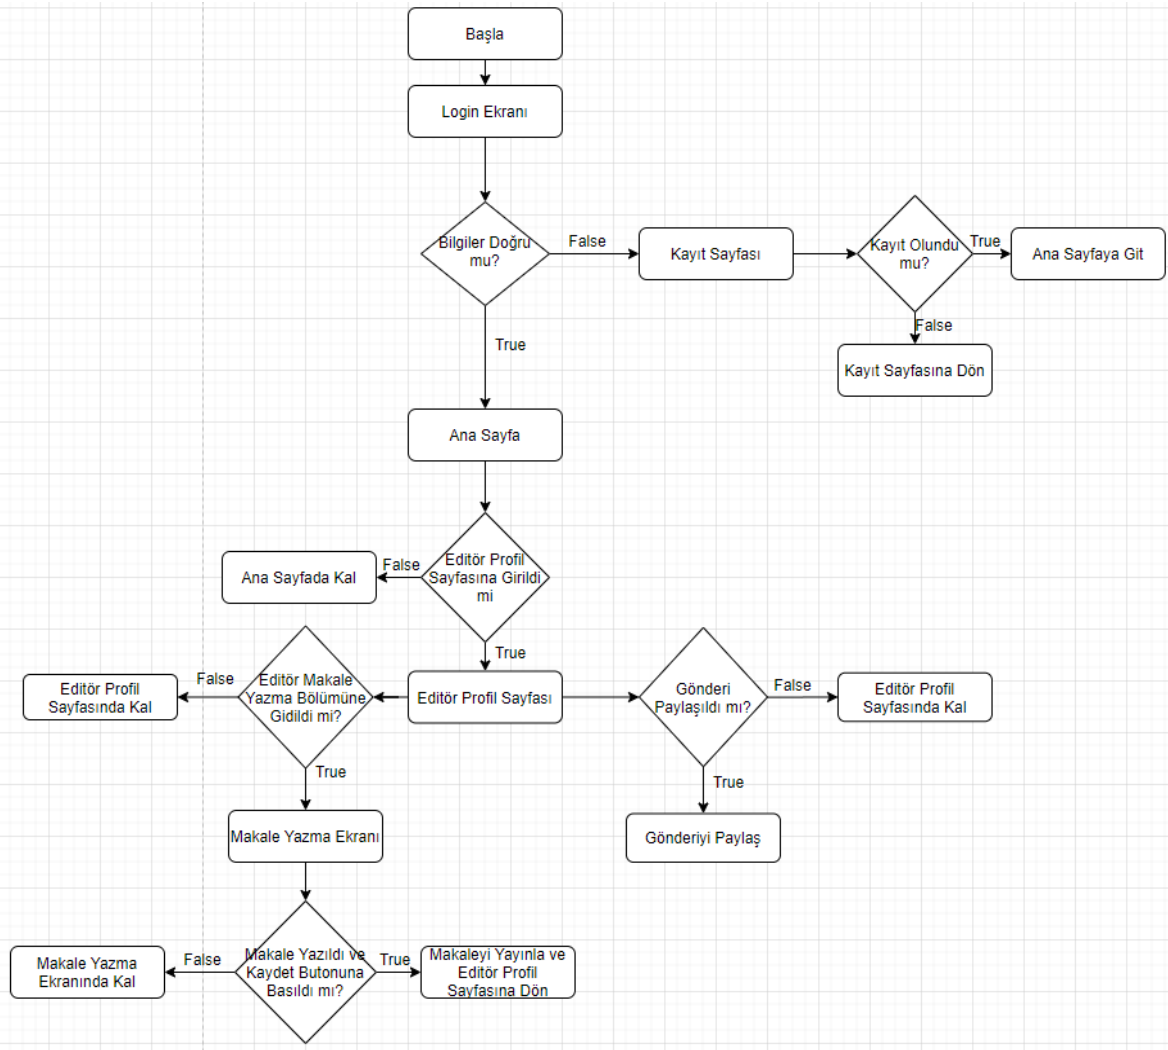 Başla
Login Ekranı
Bilgiler Doğru
mu?
False
Kayıt Sayfası
Kayıt Olundu
mu?
True
Ana Sayfaya Git
False
Kayıt Sayfasına Dön
True
Ana Sayfa
Editör Profil
Sayfasına Girildi
mi
False
Ana Sayfada Kal
True
Editör Profil Sayfası
Editör Makale
Yazma Bölümüne
Gidildi mi?
False
Editör Profil
Sayfasında Kal
Gönderi
Paylaşıldı mı?
False
Editör Profil
Sayfasında Kal
True
Makale Yazma Ekranı
True
Gönderiyi Paylaş
Makale Yazıldı ve
Kaydet Butonuna
Basıldı mı?
False
Makale Yazma
Ekranında Kal
True
Makaleyi Yayınla ve
Editör Profil
Sayfasına Dön